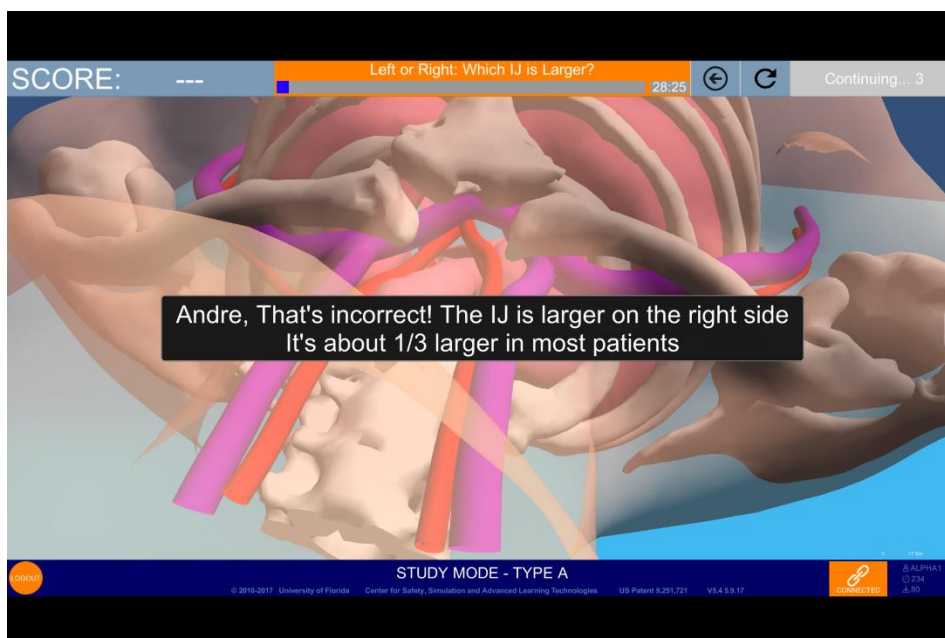 SCORE: ---
Left or Right: Which IJ is Larger?
28:25
Continuing... 3
Andre, That's incorrect! The IJ is larger on the right side
It's about 1/3 larger in most patients
LOGOUT
STUDY MODE - TYPE A
© 2010-2017 University of Florida Center for Safety, Simulation and Advanced Learning Technologies US Patent 9,251,721 V5.4 5.9.17
CONNECTED
ALPHA1
234
80